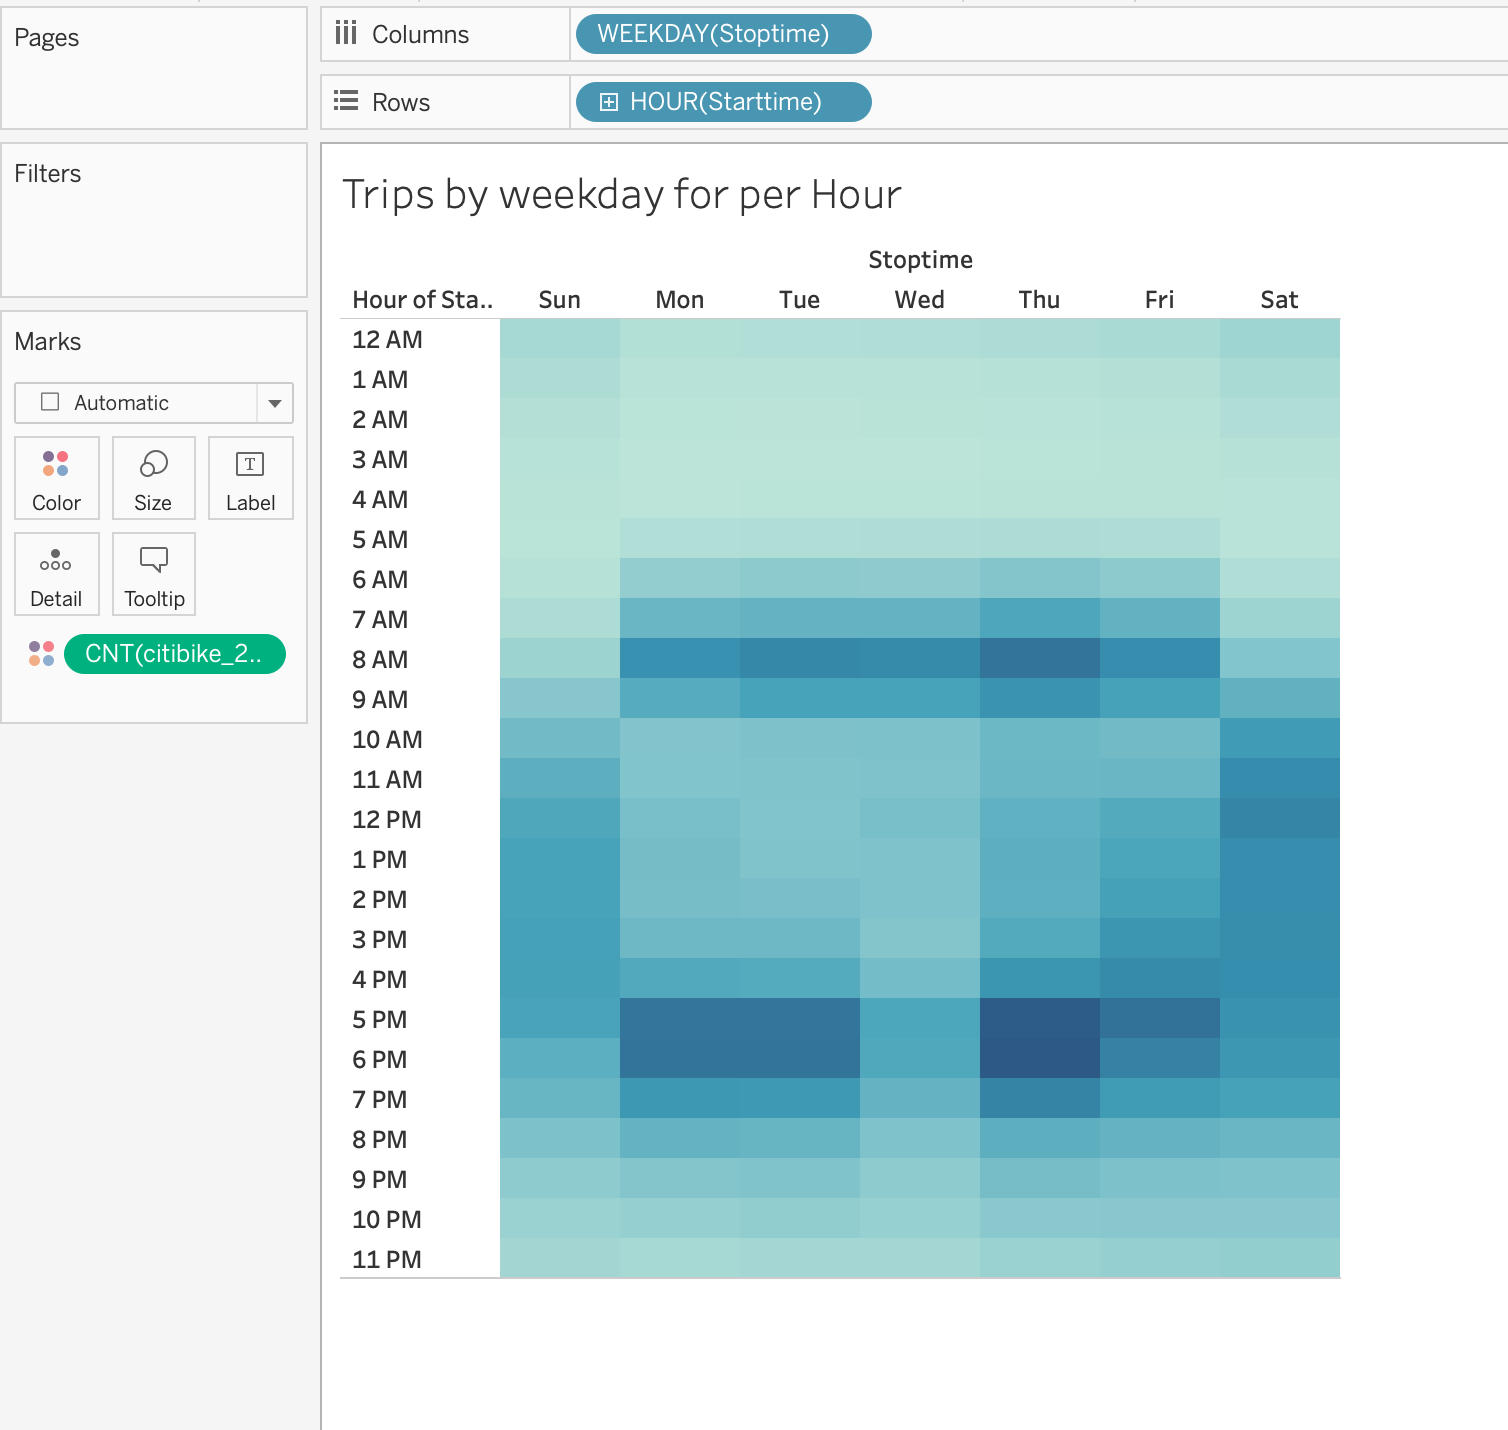 Pages
Columns
WEEKDAY(Stoptime)
Rows
HOUR(Starttime)
Filters
Marks
Automatic
Color
Size
T
Label
Detail
Tooltip
CNT(citibike_2..
Trips by weekday for per Hour
Stoptime
Hour of Sta.. Sun Mon Tue Wed Thu Fri Sat
12 AM
1 AM
2 AM
3 AM
4 AM
5 AM
6 AM
7 AM
8 AM
9 AM
10 AM
11 AM
12 PM
1 PM
2 PM
3 PM
4 PM
5 PM
6 PM
7 PM
8 PM
9 PM
10 PM
11 PM